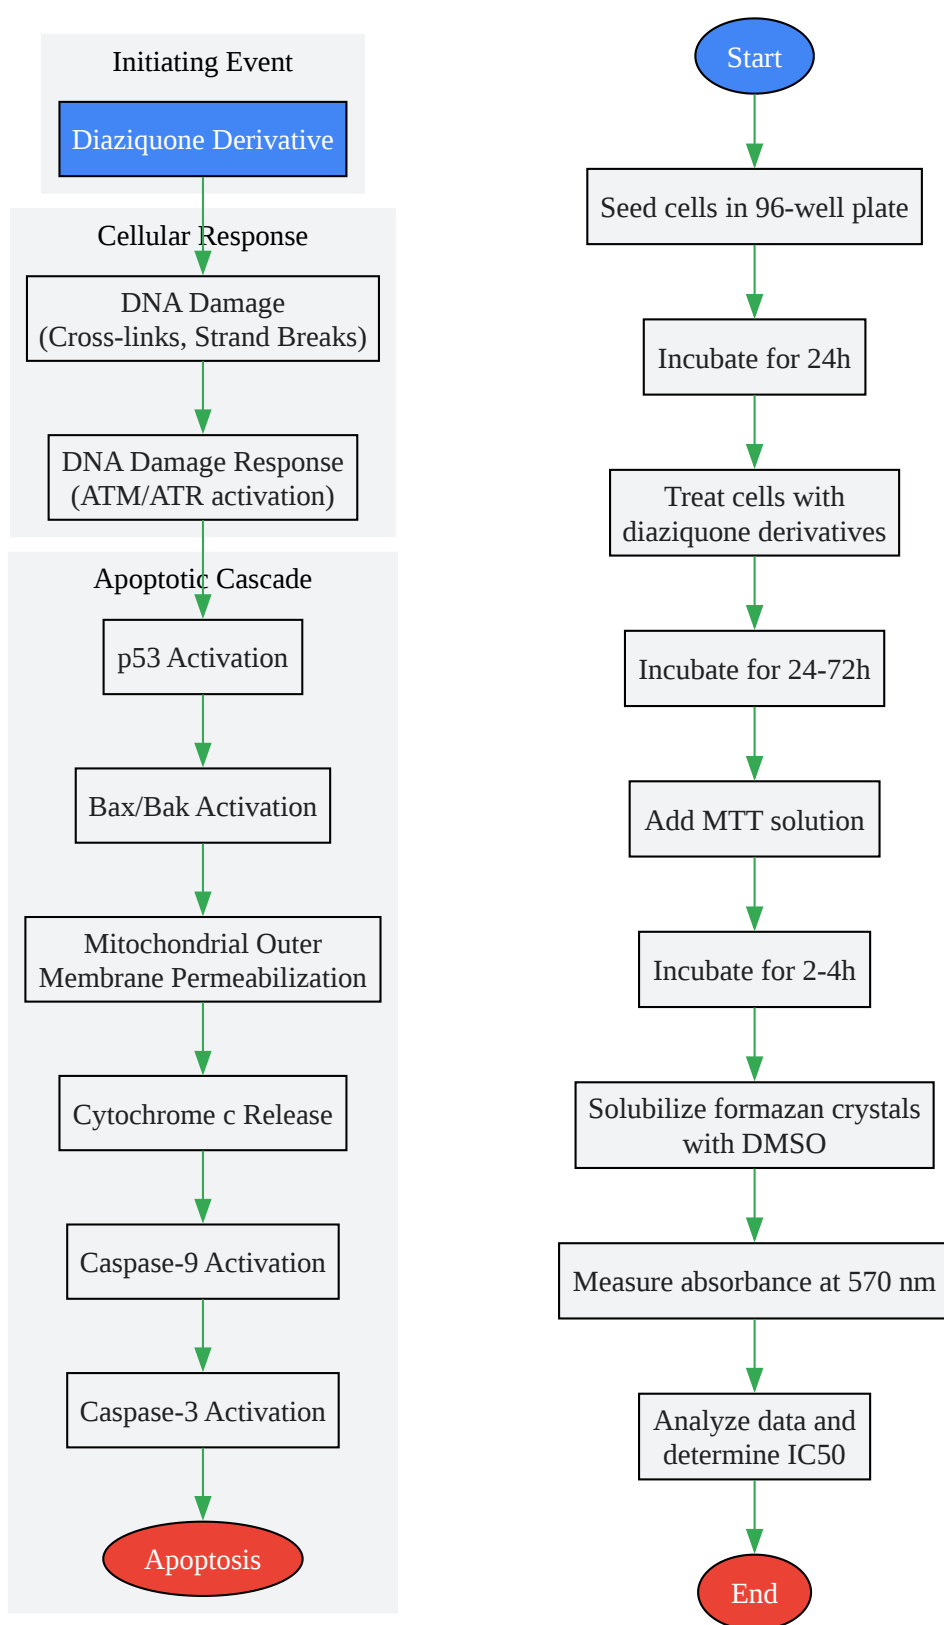 Initiating Event
Diaziquone Derivative
Cellular Response
DNA Damage
(Cross-links, Strand Breaks)
DNA Damage Response
(ATM/ATR activation)
Apoptotic Cascade
p53 Activation
Bax/Bak Activation
Mitochondrial Outer
Membrane Permeabilization
Cytochrome c Release
Caspase-9 Activation
Caspase-3 Activation
Apoptosis
Start
Seed cells in 96-well plate
Incubate for 24h
Treat cells with
diaziquone derivatives
Incubate for 24-72h
Add MTT solution
Incubate for 2-4h
Solubilize formazan crystals
with DMSO
Measure absorbance at 570 nm
Analyze data and
determine IC50
End